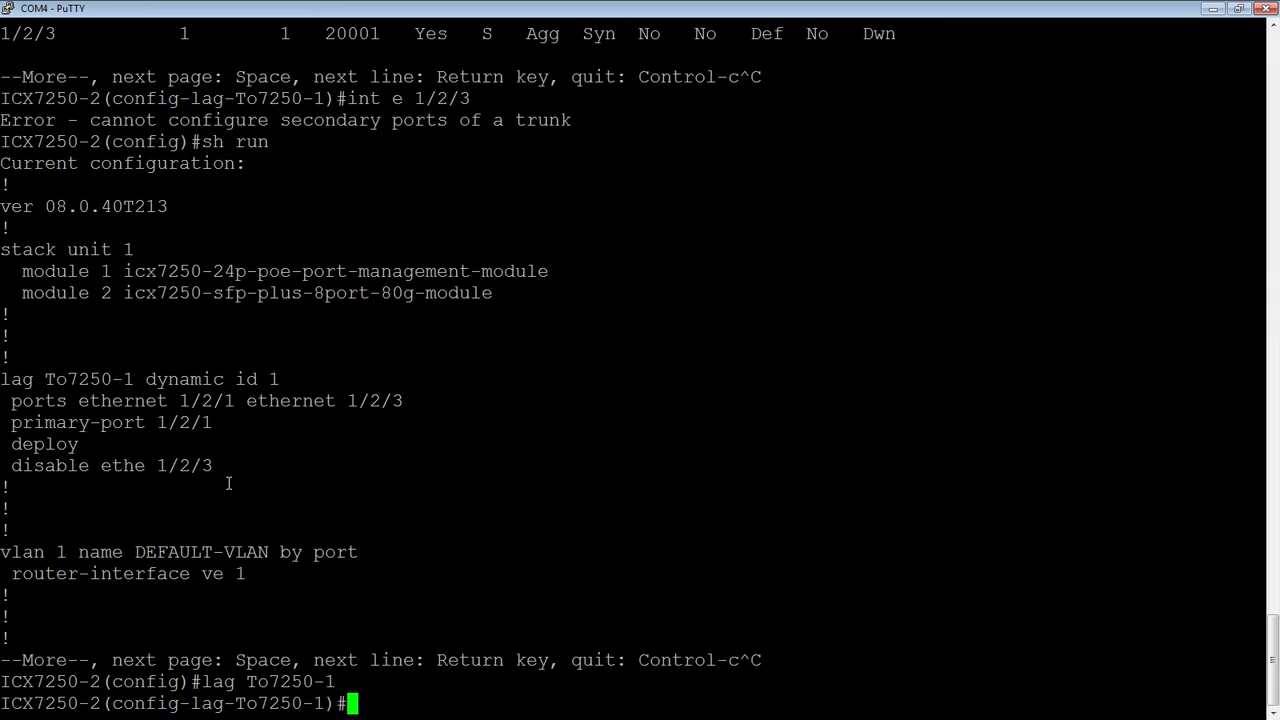 COM4 - PuTTY
1/2/3 1 1 20001 Yes S Agg Syn No No Def No Dwn
--More--, next page: Space, next line: Return key, quit: Control-c^C
ICX7250-2(config-lag-To7250-1)#int e 1/2/3
Error - cannot configure secondary ports of a trunk
ICX7250-2(config)#sh run
Current configuration:
!
ver 08.0.40T213
!
stack unit 1
  module 1 icx7250-24p-poe-port-management-module
  module 2 icx7250-sfp-plus-8port-80g-module
!
!
!
lag To7250-1 dynamic id 1
 ports ethernet 1/2/1 ethernet 1/2/3
 primary-port 1/2/1
 deploy
 disable ethe 1/2/3
!
!
!
vlan 1 name DEFAULT-VLAN by port
 router-interface ve 1
!
!
!
--More--, next page: Space, next line: Return key, quit: Control-c^C
ICX7250-2(config)#lag To7250-1
ICX7250-2(config-lag-To7250-1)#